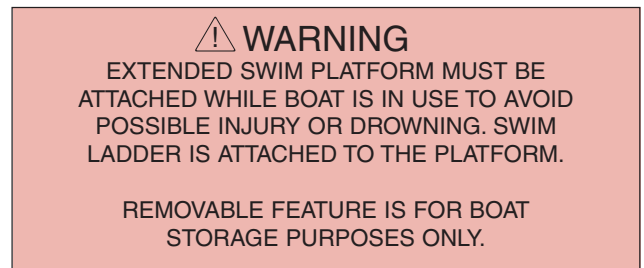 WARNING
EXTENDED SWIM PLATFORM MUST BE
ATTACHED WHILE BOAT IS IN USE TO AVOID
POSSIBLE INJURY OR DROWNING. SWIM
LADDER IS ATTACHED TO THE PLATFORM.
REMOVABLE FEATURE IS FOR BOAT
STORAGE PURPOSES ONLY.